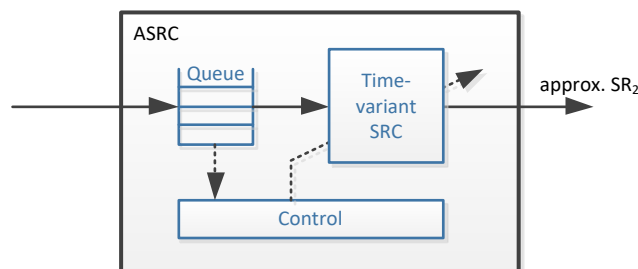 ASRC
Queue
Time-
variant
SRC
approx. SR₂
Control